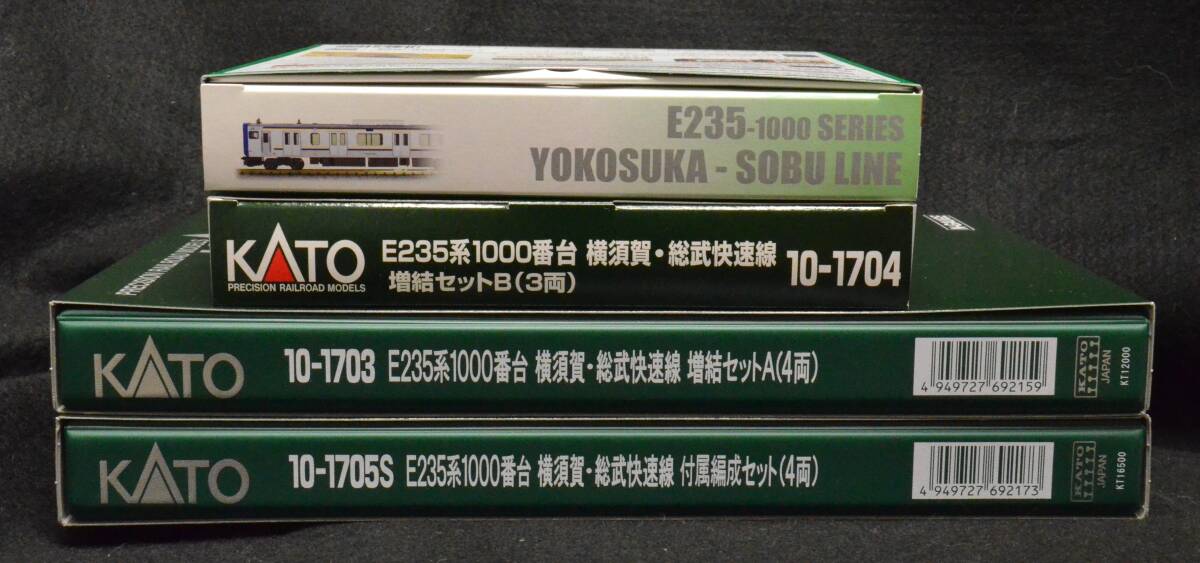 E235-1000 SERIES
YOKOSUKA - SOBU LINE
KATO
PRECISION RAILROAD MODELS
E235系1000番台 横須賀・総武快速線
増結セットB(3両)
10-1704
PRECISION RAILROAD MODELS
KATO
10-1703 E235系1000番台 横須賀・総武快速線 増結セットA(4両)
4 949727 692159
KATO
JAPAN
KT12000
KATO
10-1705S E235系1000番台 横須賀・総武快速線 付属編成セット(4両)
4 949727 692173
KATO
JAPAN
KT16500